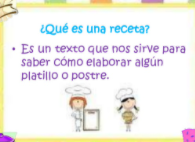 ¿Qué es una receta?
• Es un texto que nos sirve para
saber cómo elaborar algún
platillo o postre.